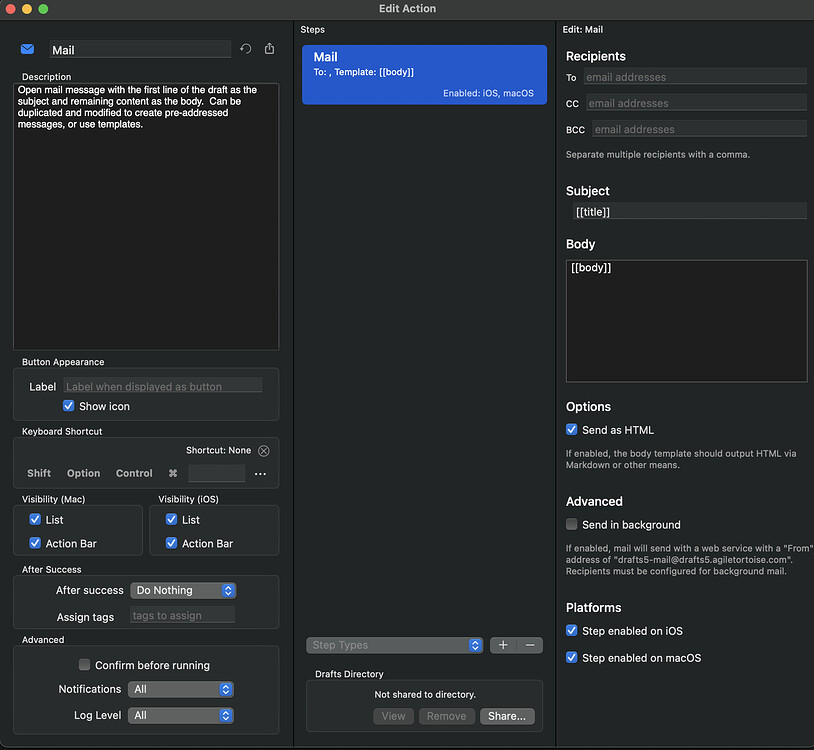 Edit Action
Mail
Description
Open mail message with the first line of the draft as the
subject and remaining content as the body.  Can be
duplicated and modified to create pre-addressed
messages, or use templates.
Button Appearance
Label
Label when displayed as button
Show icon
Keyboard Shortcut
Shortcut: None
Shift
Option
Control
⌘
...
Visibility (Mac)
List
Action Bar
Visibility (iOS)
List
Action Bar
After Success
After success
Do Nothing
Assign tags
tags to assign
Advanced
Confirm before running
Notifications
All
Log Level
All
Steps
Mail
To: , Template: [[body]]
Enabled: iOS, macOS
Step Types
+
−
Drafts Directory
Not shared to directory.
View
Remove
Share...
Edit: Mail
Recipients
To
email addresses
CC
email addresses
BCC
email addresses
Separate multiple recipients with a comma.
Subject
[[title]]
Body
[[body]]
Options
Send as HTML
If enabled, the body template should output HTML via
Markdown or other means.
Advanced
Send in background
If enabled, mail will send with a web service with a "From"
address of "drafts5-mail@drafts5.agiletortoise.com".
Recipients must be configured for background mail.
Platforms
Step enabled on iOS
Step enabled on macOS